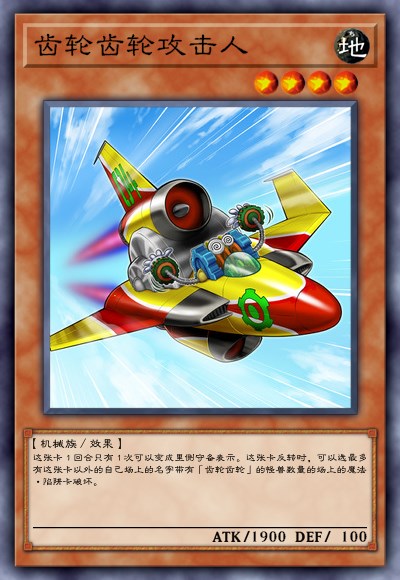 齿轮齿轮攻击人
地
【机械族／效果】
这张卡１回合只有１次可以变成里侧守备表示。这张卡反转时，可以选最多
有这张卡以外的自己场上的名字带有「齿轮齿轮」的怪兽数量的场上的魔法
·陷阱卡破坏。
ATK/1900 DEF/ 100